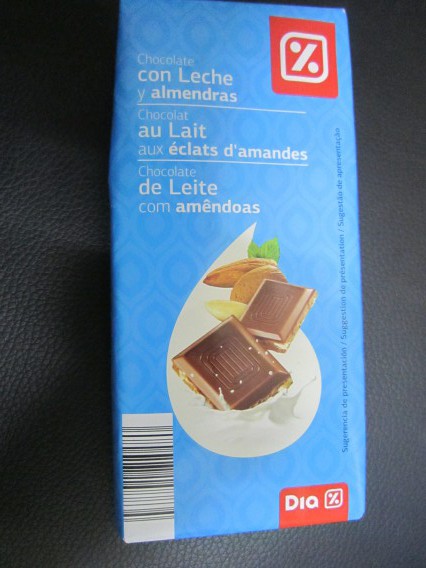 %
Chocolate
con Leche
y almendras
Chocolat
au Lait
aux éclats d'amandes
Chocolate
de Leite
com amêndoas
Sugerencia de presentación / Suggestion de présentation / Sugestão de apresentação
Dia %